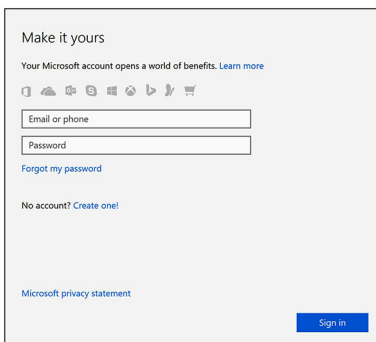 Make it yours
Your Microsoft account opens a world of benefits. Learn more
Email or phone
Password
Forgot my password
No account? Create one!
Microsoft privacy statement
Sign in